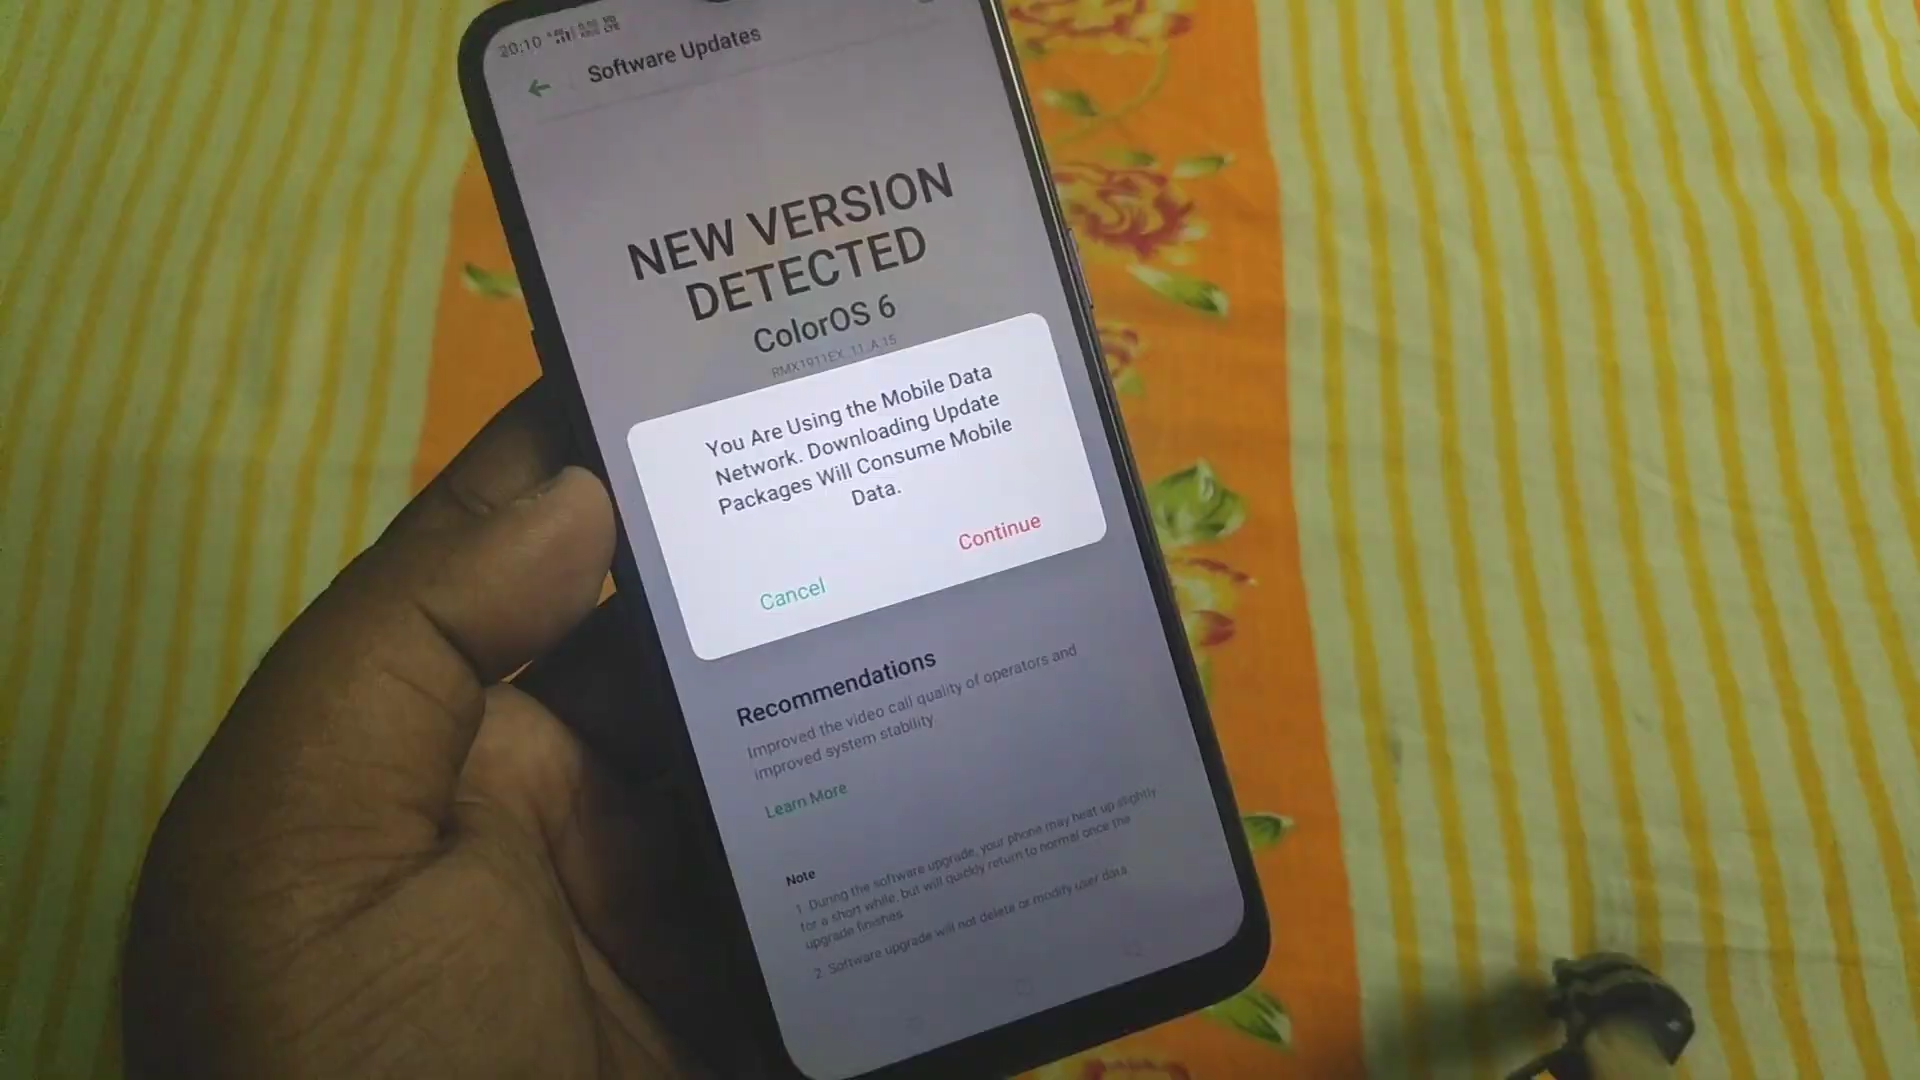 20:10
Software Updates
NEW VERSION
DETECTED
ColorOS 6
RMX1911EX_11_A.15
You Are Using the Mobile Data
Network. Downloading Update
Packages Will Consume Mobile
Data.
Cancel
Continue
Recommendations
Improved the video call quality of operators and
improved system stability
Learn More
Note
1. During the software upgrade, your phone may heat up slightly
for a short while, but will quickly return to normal once the
upgrade finishes.
2. Software upgrade will not delete or modify user data.